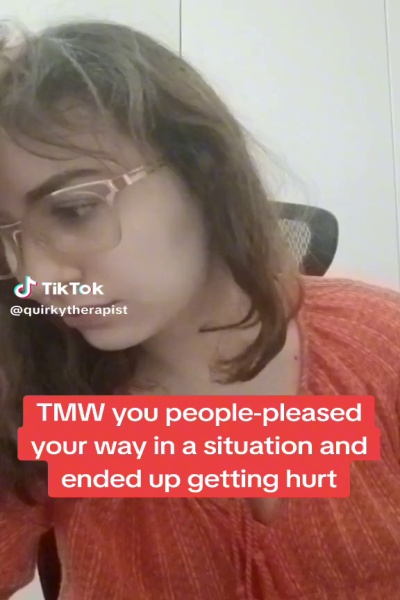 TikTok
@quirkytherapist
TMW you people-pleased
your way in a situation and
ended up getting hurt